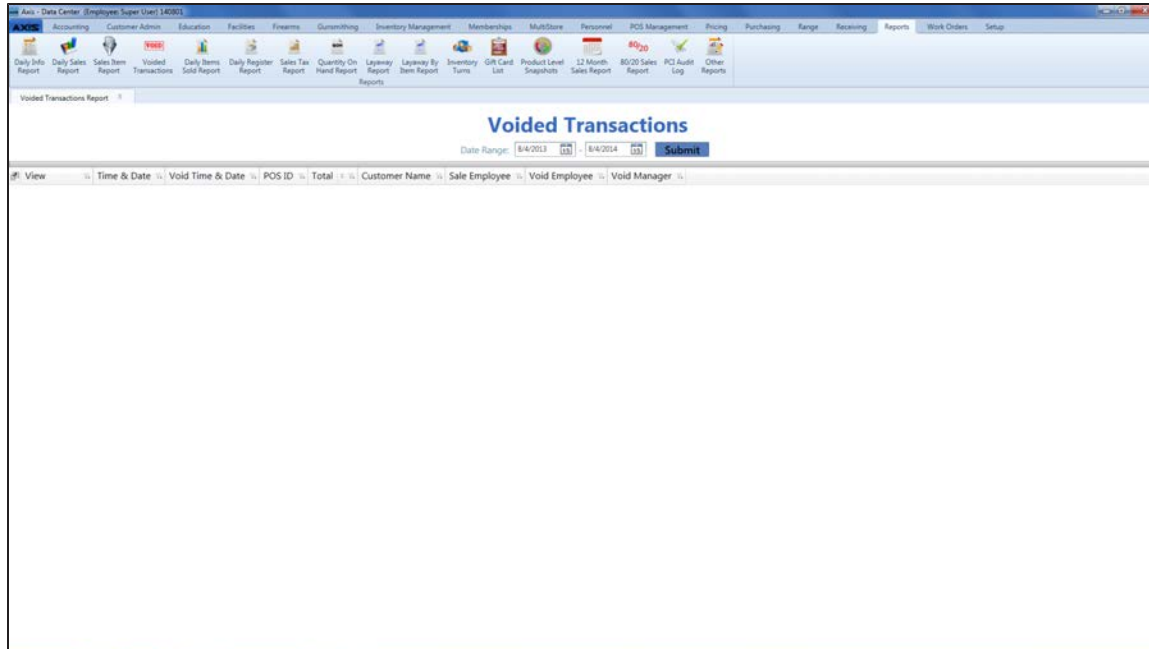 Axis - Data Center (Employee: Super User) 140801
AXIS Accounting Customer Admin Education Facilities Firearms Gunsmithing Inventory Management Memberships MultiStore Personnel POS Management Pricing Purchasing Range Receiving Reports Work Orders Setup
VOID 80/20
Daily Info Daily Sales Sales Item Voided Daily Items Daily Register Sales Tax Quantity On Layaway Layaway By Inventory Gift Card Product Level 12 Month 80/20 Sales PCI Audit Other
Report Report Report Transactions Sold Report Report Report Hand Report Report Item Report Turns List Snapshots Sales Report Report Log Reports
Reports
Voided Transactions Report
Voided Transactions
Date Range: 8/4/2013 15 - 8/4/2014 15 Submit
View Time & Date Void Time & Date POS ID Total Customer Name Sale Employee Void Employee Void Manager